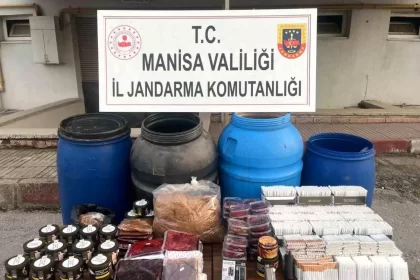 T.C.
MANİSA VALİLİĞİ
İL JANDARMA KOMUTANLIĞI